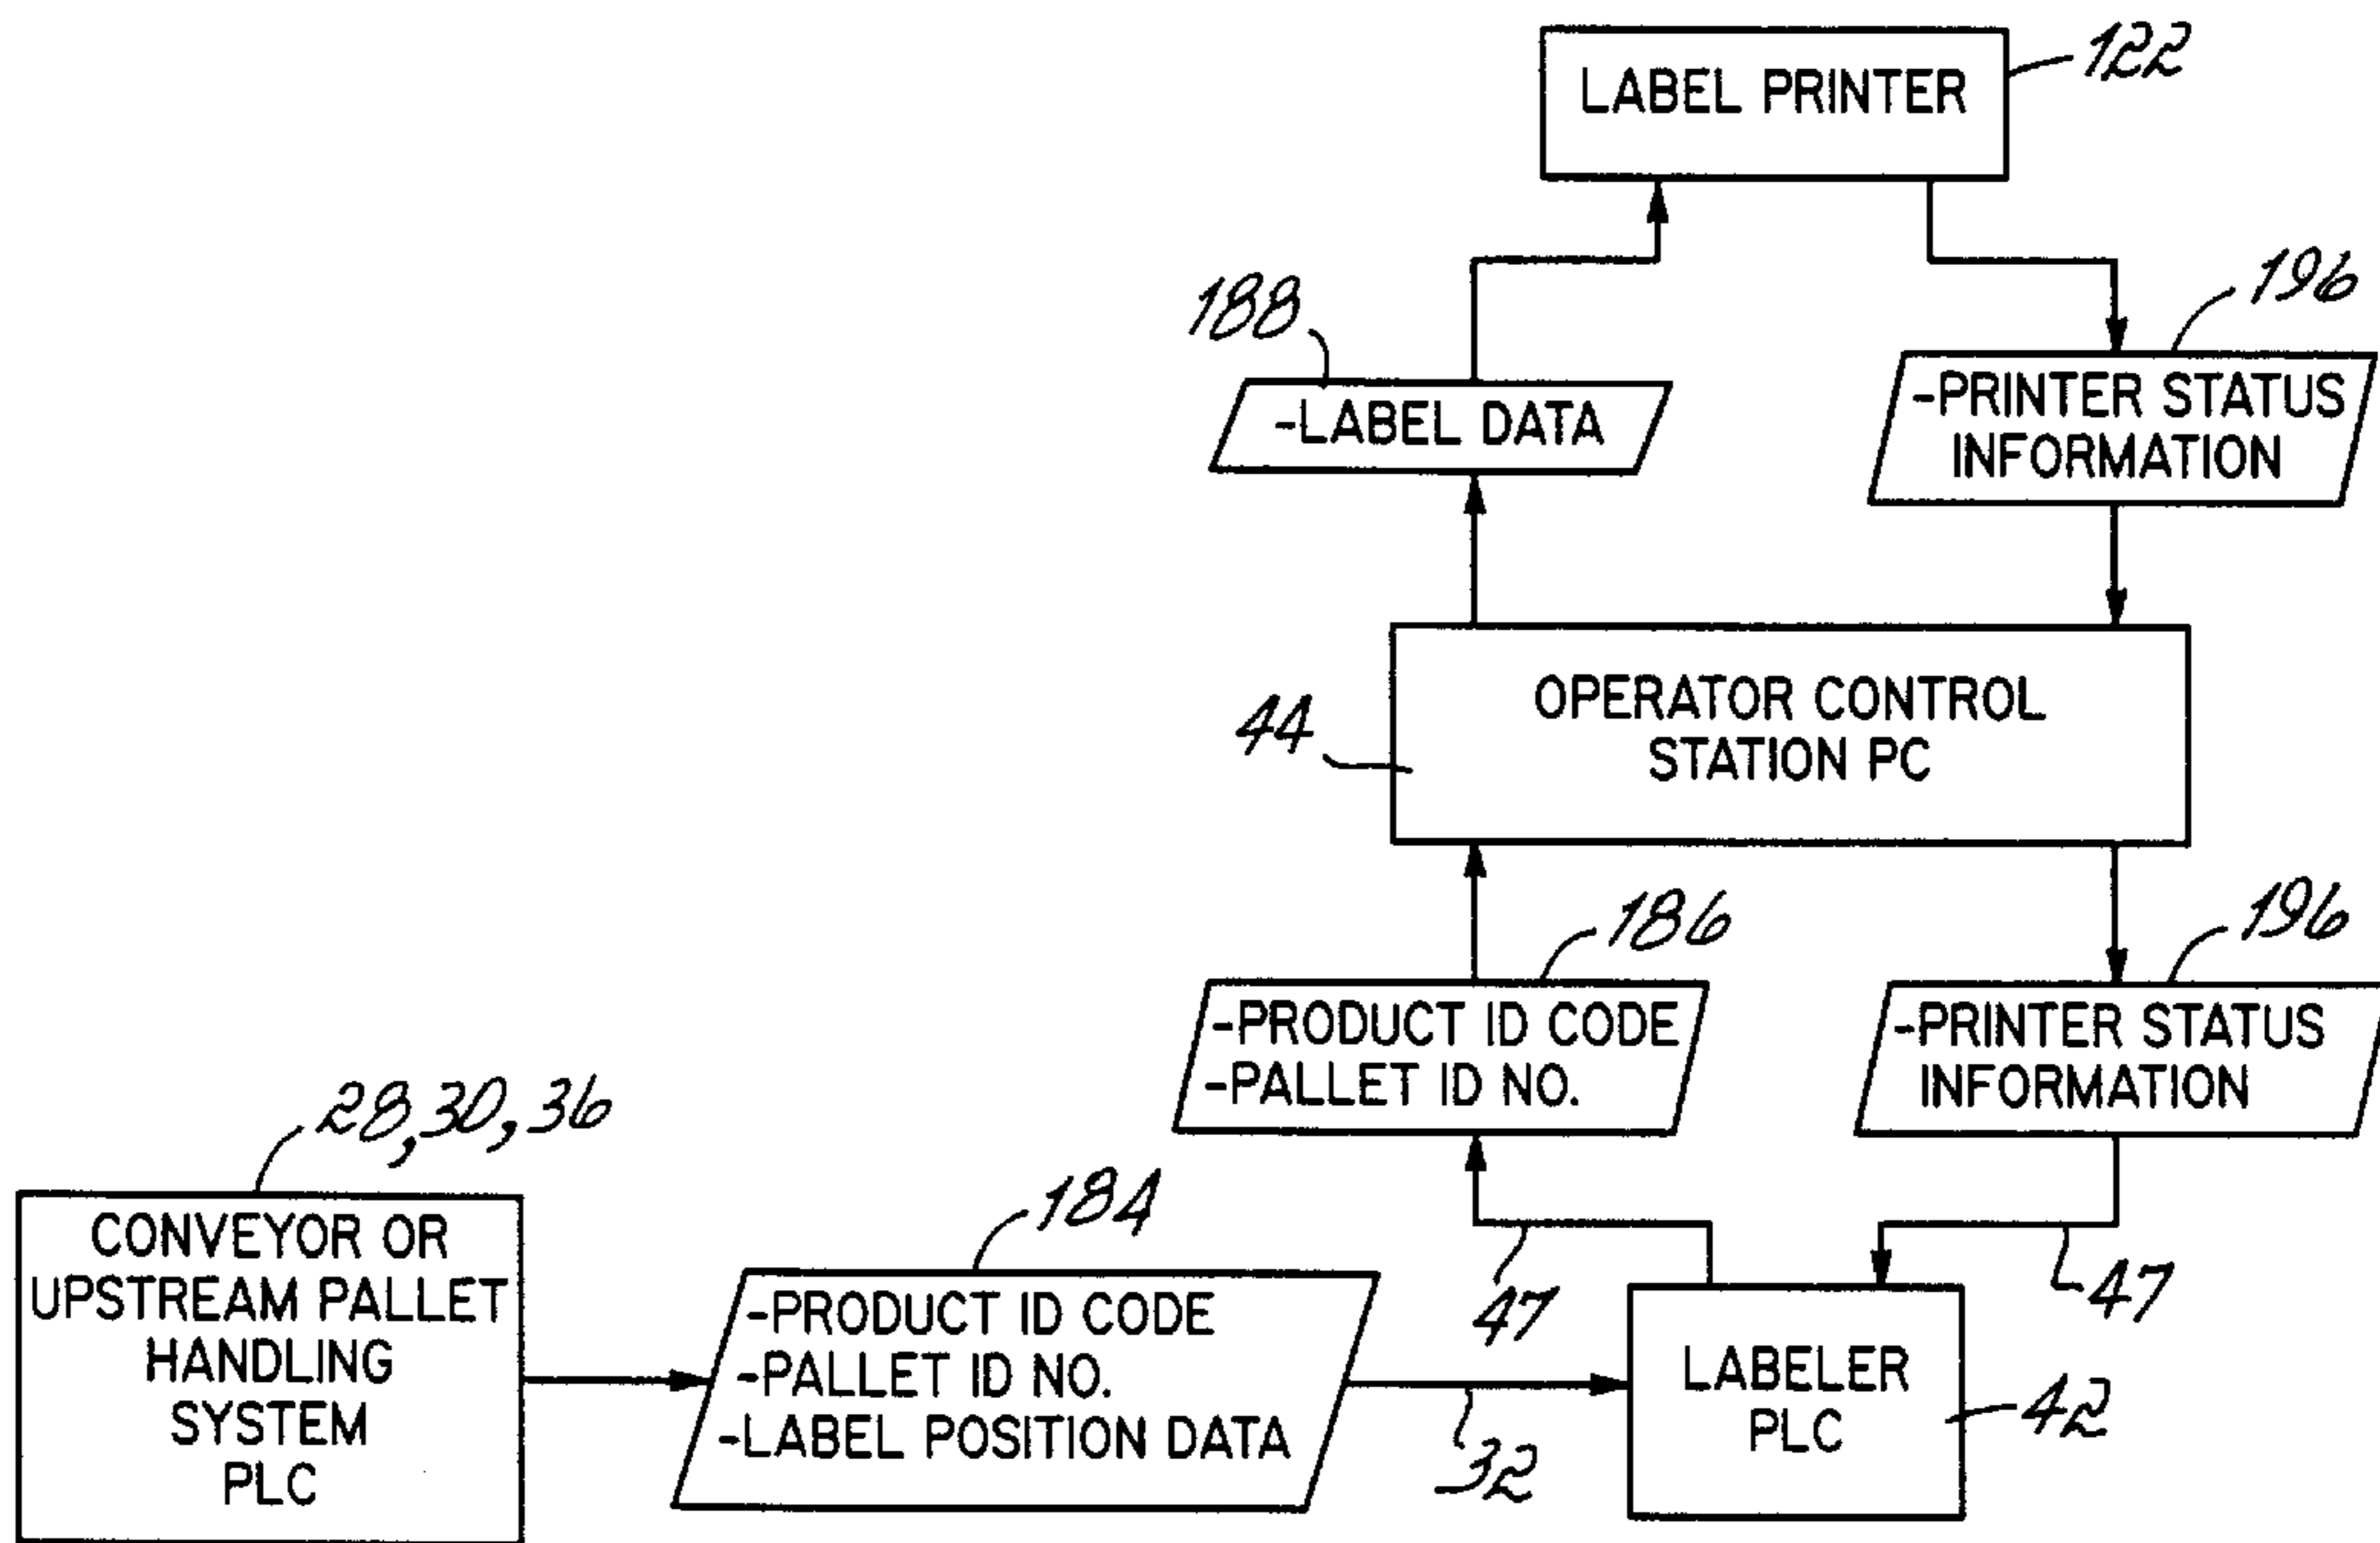 LABEL PRINTER
122
188
-LABEL DATA
196
-PRINTER STATUS
INFORMATION
44
OPERATOR CONTROL
STATION PC
186
-PRODUCT ID CODE
-PALLET ID NO.
196
-PRINTER STATUS
INFORMATION
28, 30, 36
CONVEYOR OR
UPSTREAM PALLET
HANDLING
SYSTEM
PLC
184
-PRODUCT ID CODE
-PALLET ID NO.
-LABEL POSITION DATA
32
47
47
LABELER
PLC
42